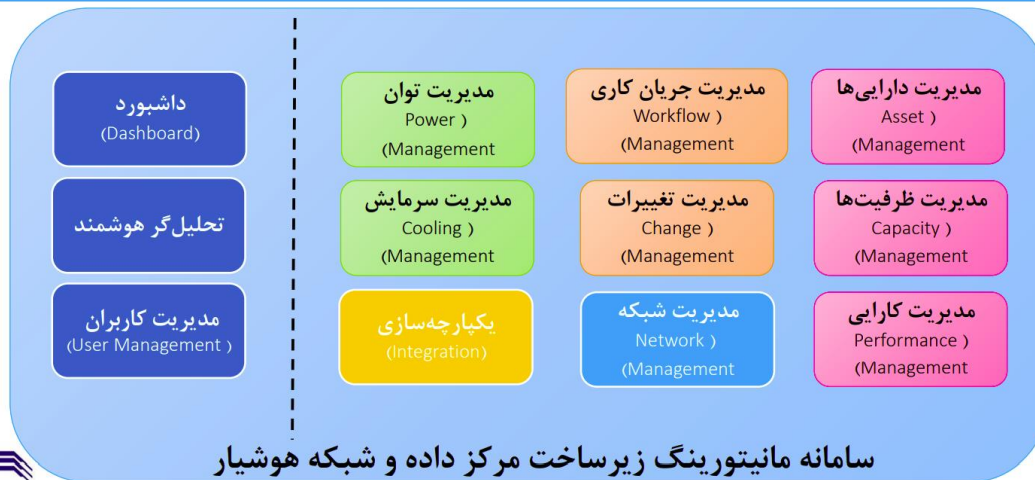 مدیریت دارایی‌ها
Asset )
(Management
مدیریت جریان کاری
Workflow )
(Management
مدیریت توان
Power )
(Management
داشبورد
(Dashboard)
مدیریت ظرفیت‌ها
Capacity )
(Management
مدیریت تغییرات
Change )
(Management
مدیریت سرمایش
Cooling )
(Management
تحلیل‌گر هوشمند
مدیریت کارایی
Performance )
(Management
مدیریت شبکه
Network )
(Management
یکپارچه‌سازی
(Integration)
مدیریت کاربران
(User Management )
سامانه مانیتورینگ زیرساخت مرکز داده و شبکه هوشیار